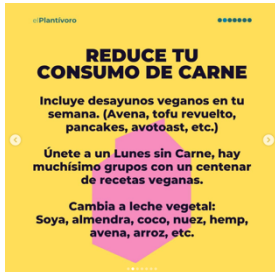 elPlantívoro
REDUCE TU
CONSUMO DE CARNE
Incluye desayunos veganos en tu
semana. (Avena, tofu revuelto,
pancakes, avotoast, etc.)
Únete a un Lunes sin Carne, hay
muchísimo grupos con un centenar
de recetas veganas.
Cambia a leche vegetal:
Soya, almendra, coco, nuez, hemp,
avena, arroz, etc.